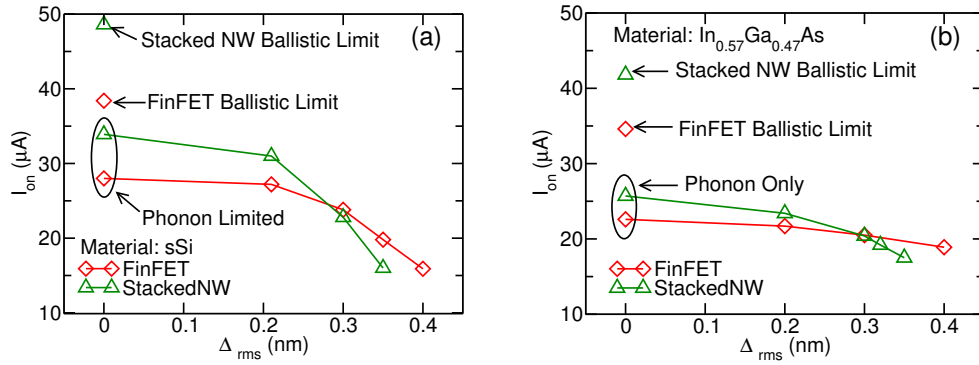 50
40
30
20
10
I_on (μA)
(a)
Stacked NW Ballistic Limit
FinFET Ballistic Limit
Phonon Limited
Material: sSi
FinFET
StackedNW
0 0.1 0.2 0.3 0.4
Δ_rms (nm)
50
40
30
20
10
I_on (μA)
Material: In_0.57Ga_0.47As
(b)
Stacked NW Ballistic Limit
FinFET Ballistic Limit
Phonon Only
FinFET
StackedNW
0 0.1 0.2 0.3 0.4
Δ_rms (nm)